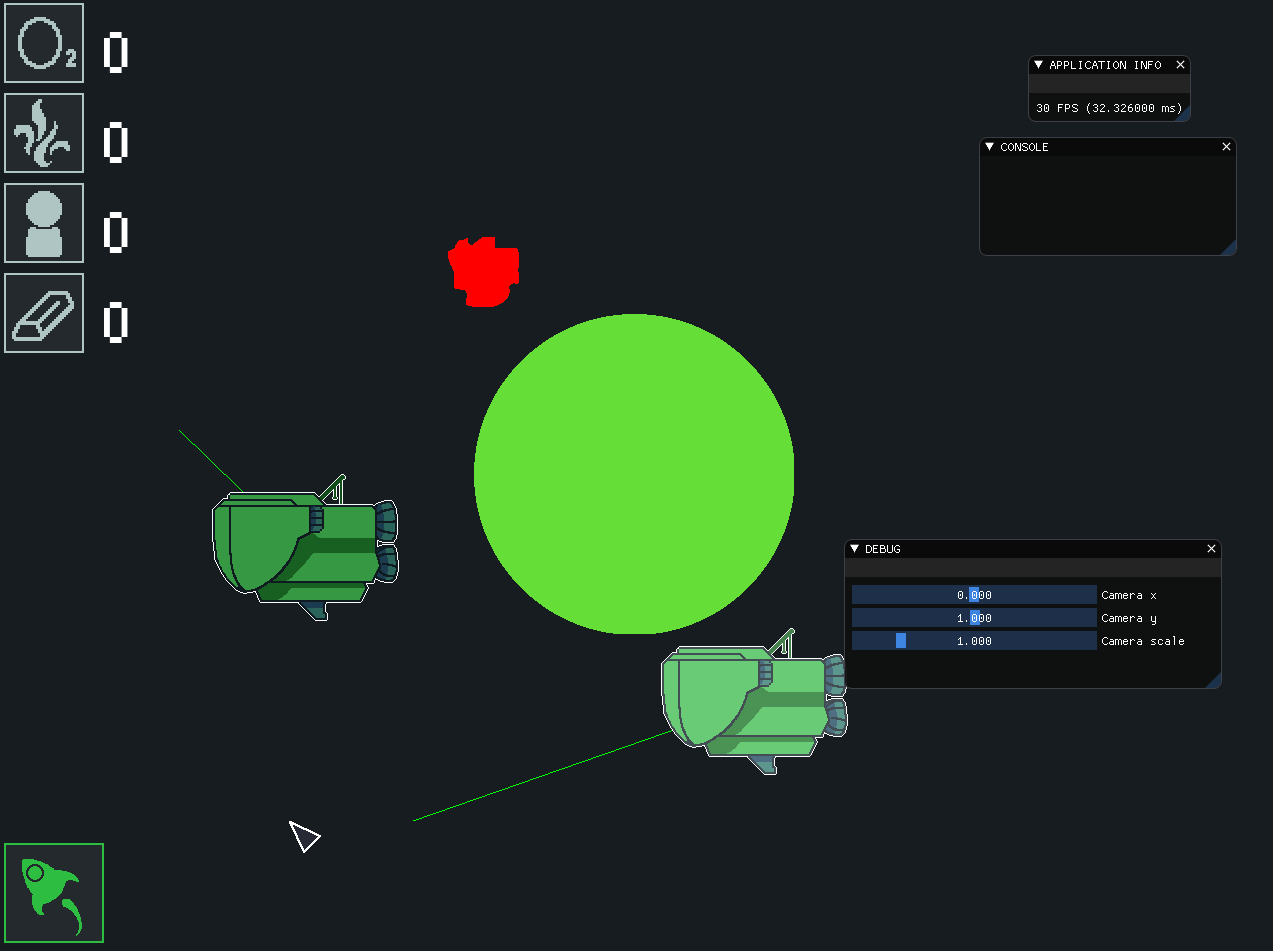 O2 0
0
0
0
APPLICATION INFO
30 FPS (32.326000 ms)
CONSOLE
DEBUG
0.000 Camera x
1.000 Camera y
1.000 Camera scale